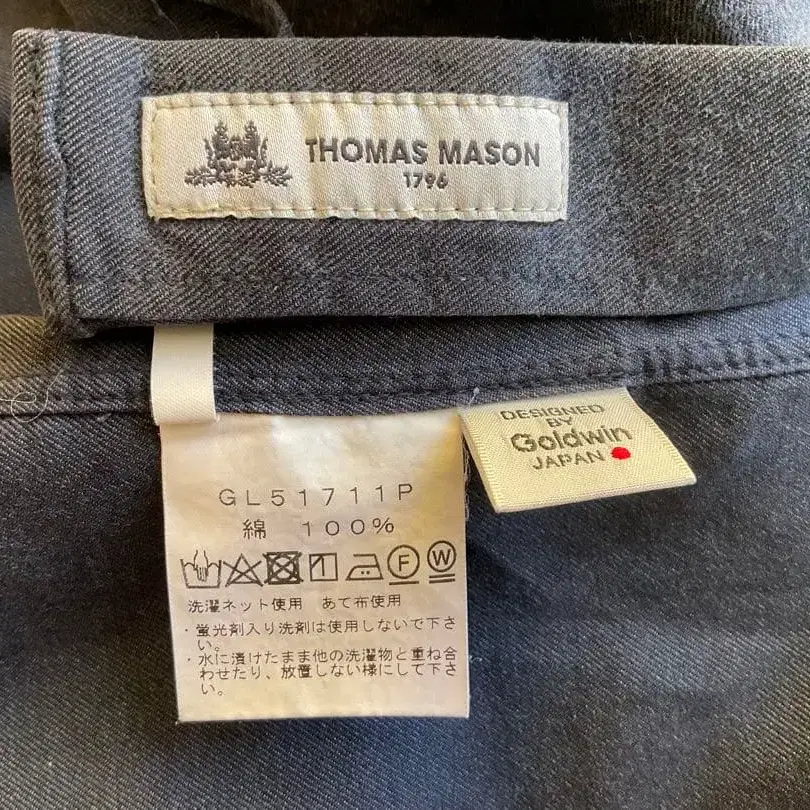 THOMAS MASON
1796
DESIGNED
BY
Goldwin
JAPAN
GL51711P
綿 100%
F W
洗濯ネット使用 あて布使用
・蛍光剤入り洗剤は使用しないで下さ
い。
・水に漬けたまま他の洗濯物と重ね合
わせたり、放置しない様にして下さ
い。